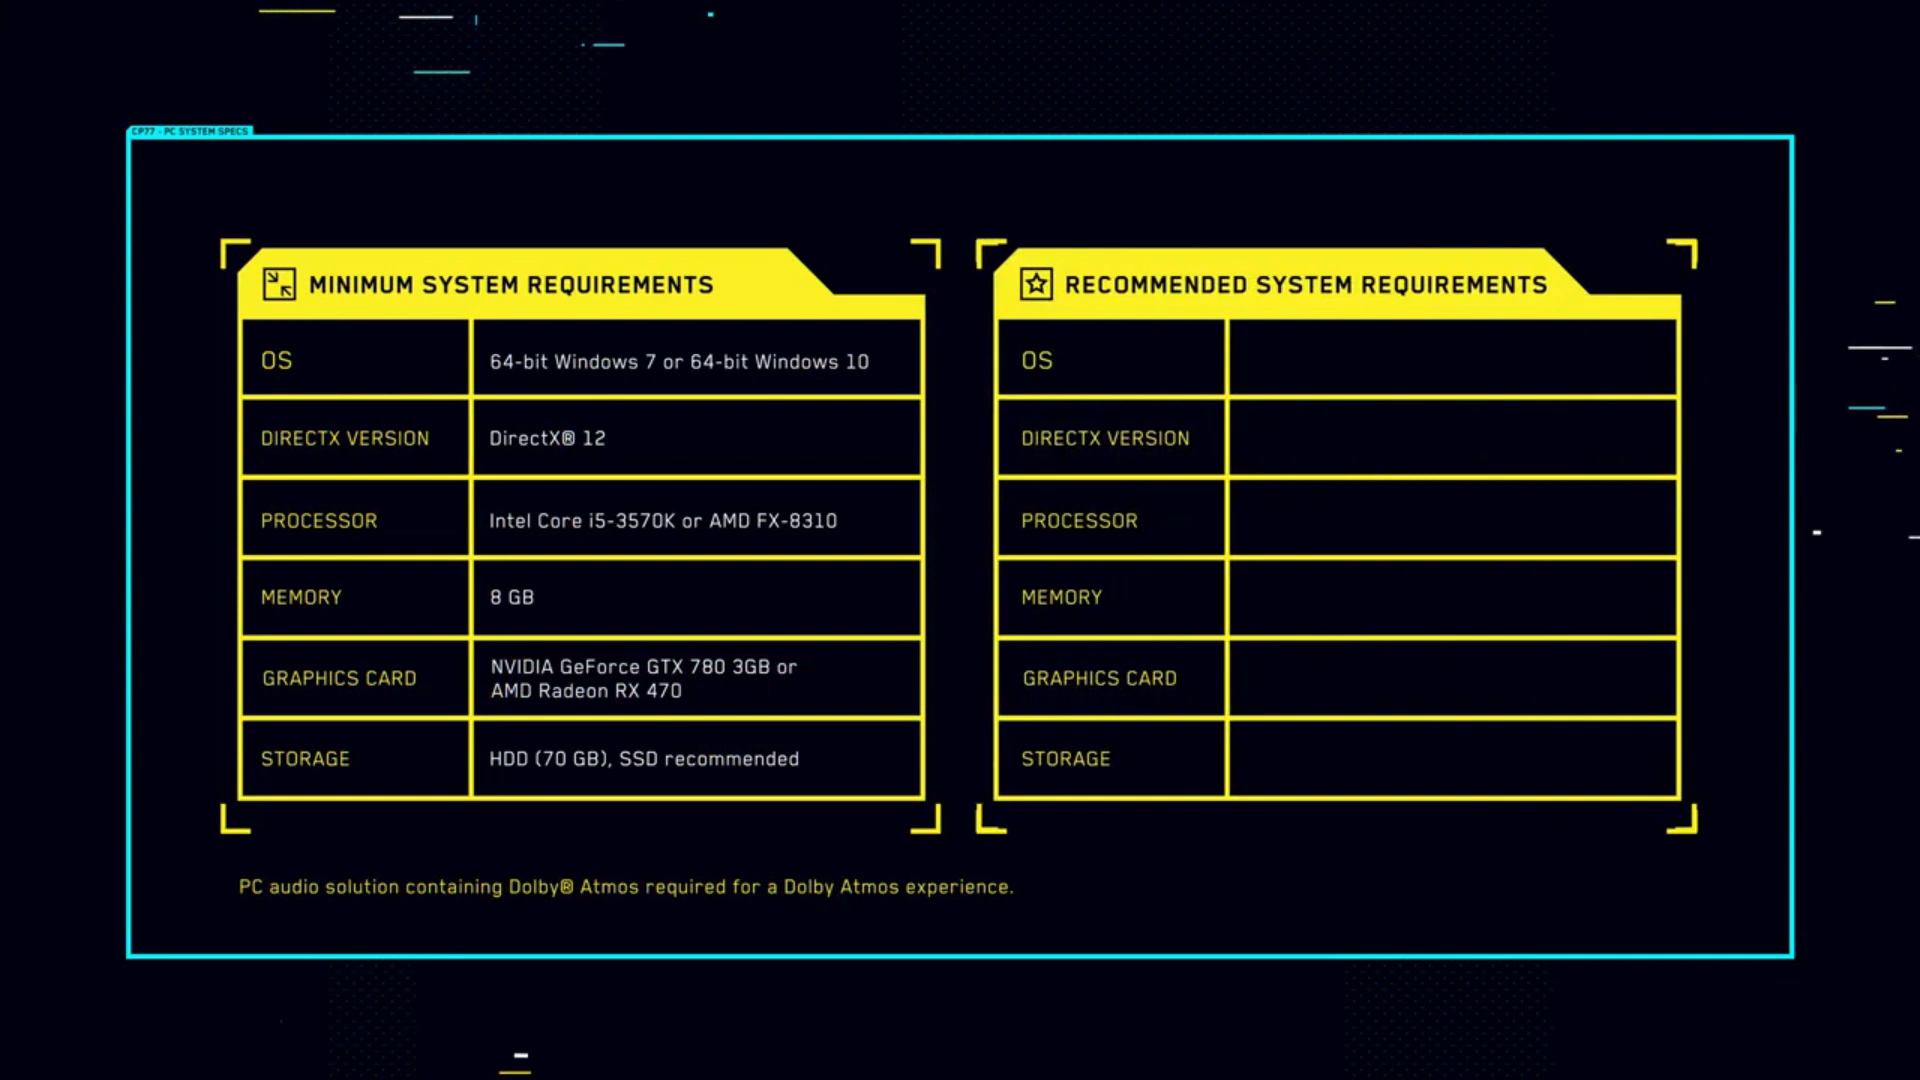 CP77 - PC SYSTEM SPECS
MINIMUM SYSTEM REQUIREMENTS
OS
64-bit Windows 7 or 64-bit Windows 10
DIRECTX VERSION
DirectX® 12
PROCESSOR
Intel Core i5-3570K or AMD FX-8310
MEMORY
8 GB
GRAPHICS CARD
NVIDIA GeForce GTX 780 3GB or
AMD Radeon RX 470
STORAGE
HDD (70 GB), SSD recommended
RECOMMENDED SYSTEM REQUIREMENTS
OS
DIRECTX VERSION
PROCESSOR
MEMORY
GRAPHICS CARD
STORAGE
PC audio solution containing Dolby® Atmos required for a Dolby Atmos experience.